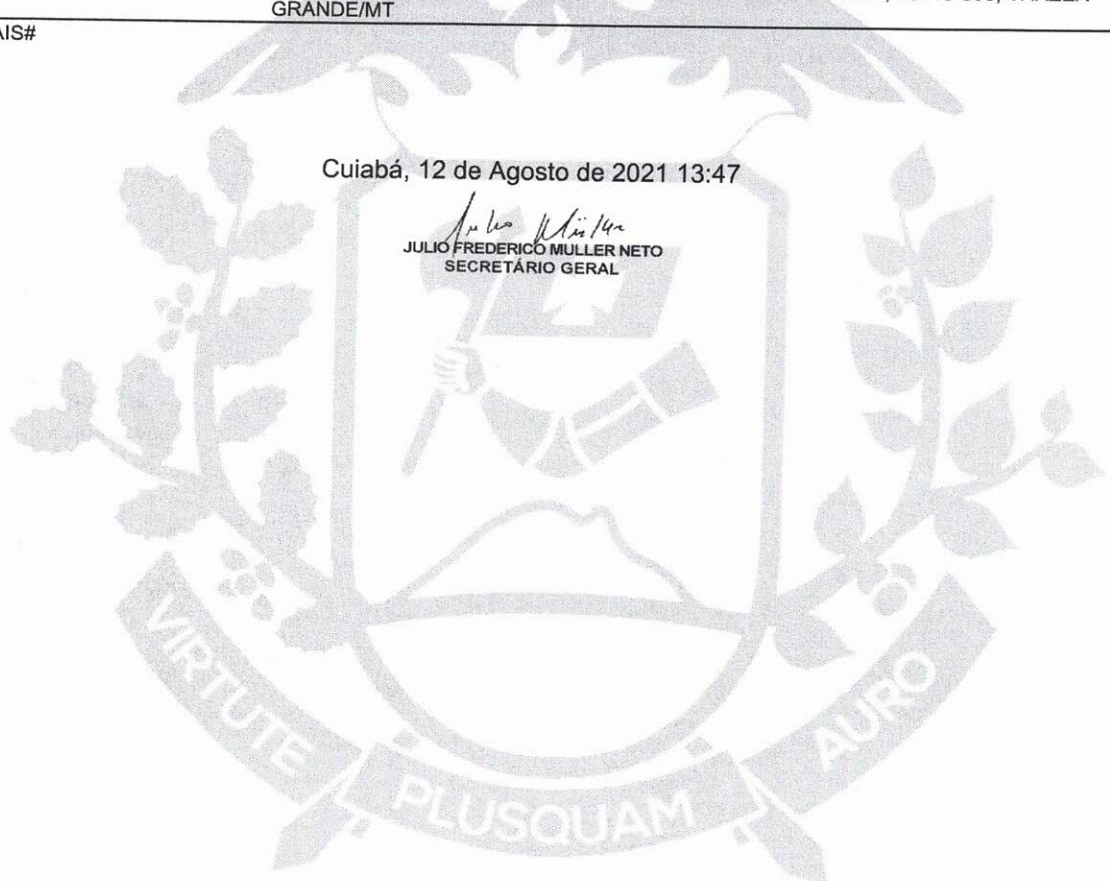 GRANDE/MT
AIS#
Cuiabá, 12 de Agosto de 2021 13:47
JULIO FREDERICO MULLER NETO
SECRETÁRIO GERAL
VIRTUTE PLUSQUAM AURO